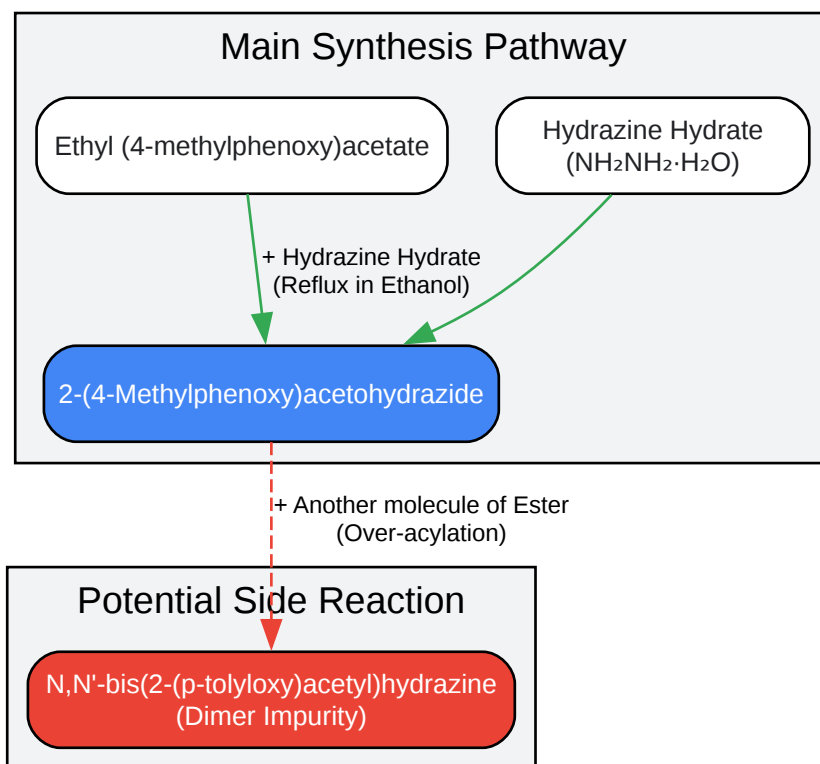 Main Synthesis Pathway
Ethyl (4-methylphenoxy)acetate
Hydrazine Hydrate
(NH₂NH₂·H₂O)
+ Hydrazine Hydrate
(Reflux in Ethanol)
2-(4-Methylphenoxy)acetohydrazide
+ Another molecule of Ester
(Over-acylation)
Potential Side Reaction
N,N'-bis(2-(p-tolyloxy)acetyl)hydrazine
(Dimer Impurity)